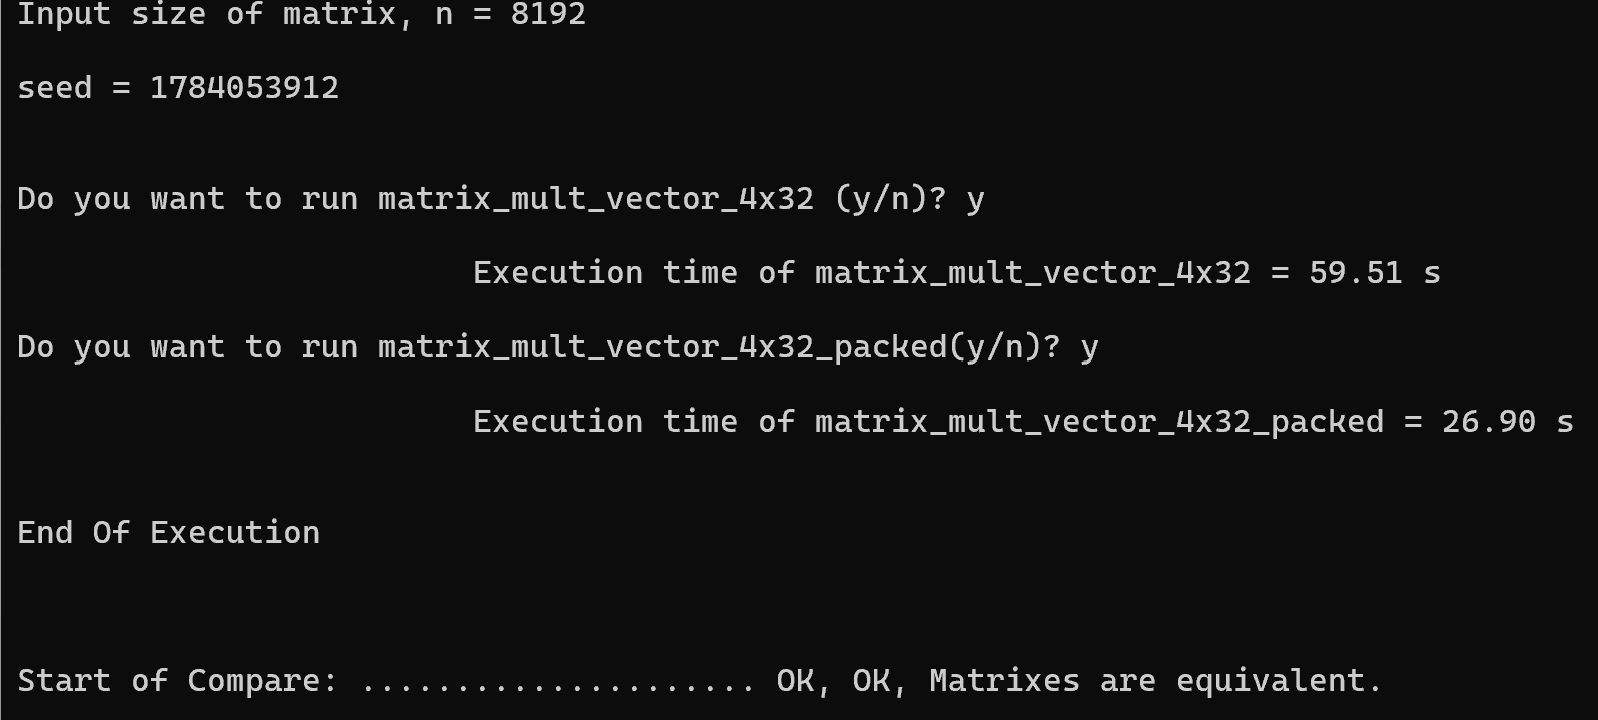 Input size of matrix, n = 8192
seed = 1784053912
Do you want to run matrix_mult_vector_4x32 (y/n)? y
Execution time of matrix_mult_vector_4x32 = 59.51 s
Do you want to run matrix_mult_vector_4x32_packed(y/n)? y
Execution time of matrix_mult_vector_4x32_packed = 26.90 s
End Of Execution
Start of Compare: ..................... OK, OK, Matrixes are equivalent.